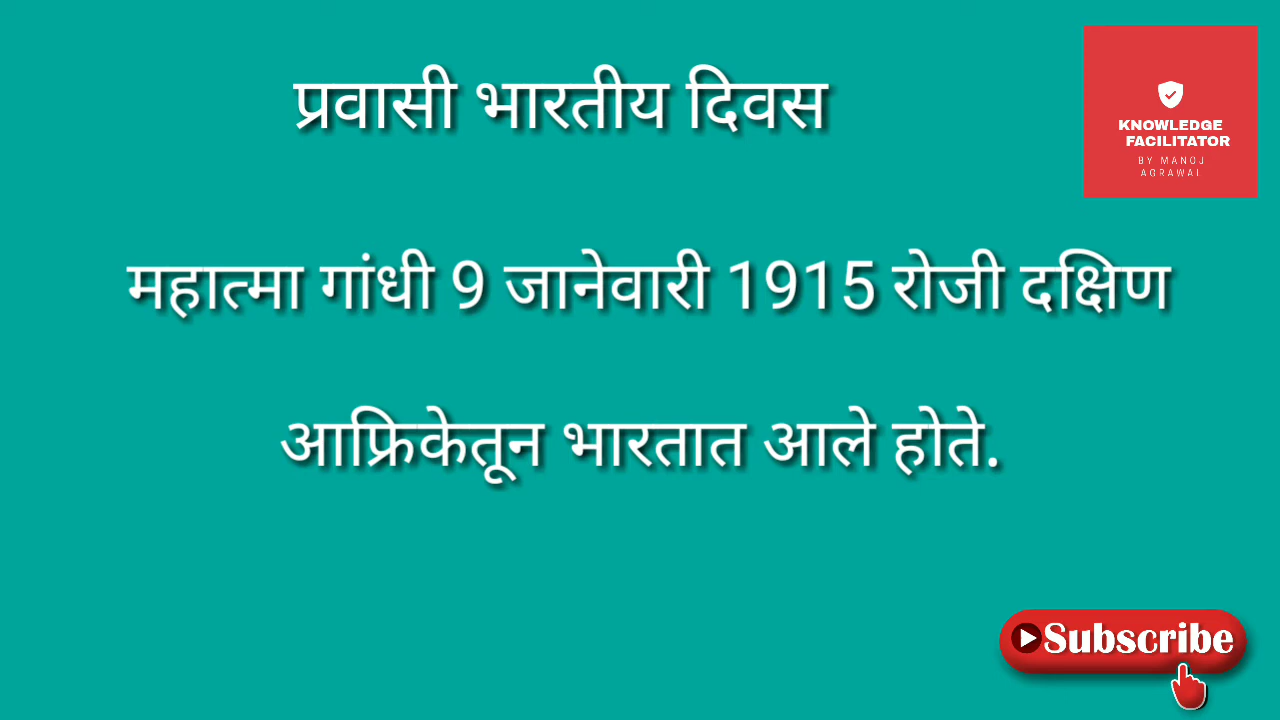 प्रवासी भारतीय दिवस
KNOWLEDGE
FACILITATOR
BY MANOJ
AGRAWAL
महात्मा गांधी 9 जानेवारी 1915 रोजी दक्षिण
आफ्रिकेतून भारतात आले होते.
Subscribe